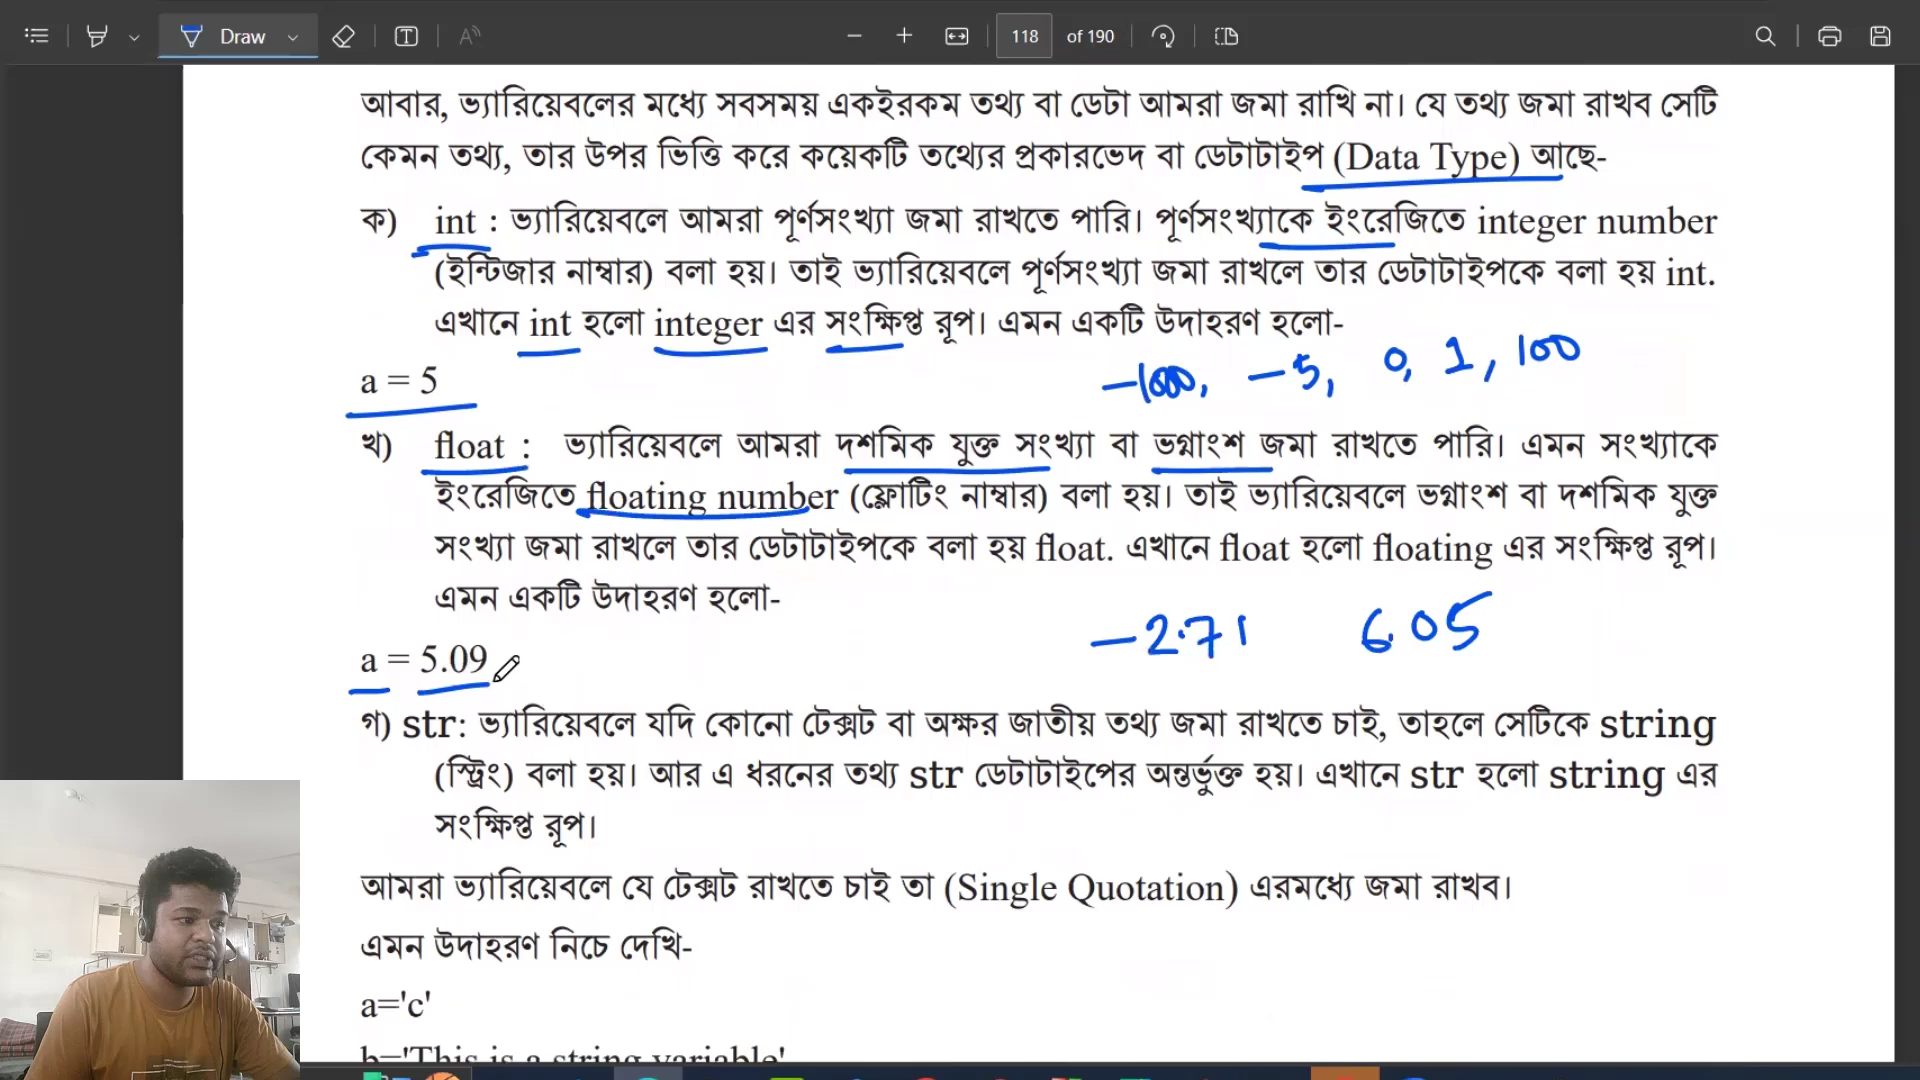 Draw
118 of 190
আবার, ভ্যারিয়েবলের মধ্যে সবসময় একইরকম তথ্য বা ডেটা আমরা জমা রাখি না। যে তথ্য জমা রাখব সেটি
কেমন তথ্য, তার উপর ভিত্তি করে কয়েকটি তথ্যের প্রকারভেদ বা ডেটাটাইপ (Data Type) আছে-
ক) int : ভ্যারিয়েবলে আমরা পূর্ণসংখ্যা জমা রাখতে পারি। পূর্ণসংখ্যাকে ইংরেজিতে integer number
(ইন্টিজার নাম্বার) বলা হয়। তাই ভ্যারিয়েবলে পূর্ণসংখ্যা জমা রাখলে তার ডেটাটাইপকে বলা হয় int.
এখানে int হলো integer এর সংক্ষিপ্ত রূপ। এমন একটি উদাহরণ হলো-
-100, -5, 0, 1, 100
a = 5
খ) float : ভ্যারিয়েবলে আমরা দশমিক যুক্ত সংখ্যা বা ভগ্নাংশ জমা রাখতে পারি। এমন সংখ্যাকে
ইংরেজিতে floating number (ফ্লোটিং নাম্বার) বলা হয়। তাই ভ্যারিয়েবলে ভগ্নাংশ বা দশমিক যুক্ত
সংখ্যা জমা রাখলে তার ডেটাটাইপকে বলা হয় float. এখানে float হলো floating এর সংক্ষিপ্ত রূপ।
এমন একটি উদাহরণ হলো-
-2.71 6.05
a = 5.09
গ) str: ভ্যারিয়েবলে যদি কোনো টেক্সট বা অক্ষর জাতীয় তথ্য জমা রাখতে চাই, তাহলে সেটিকে string
(স্ট্রিং) বলা হয়। আর এ ধরনের তথ্য str ডেটাটাইপের অন্তর্ভুক্ত হয়। এখানে str হলো string এর
সংক্ষিপ্ত রূপ।
আমরা ভ্যারিয়েবলে যে টেক্সট রাখতে চাই তা (Single Quotation) এরমধ্যে জমা রাখব।
এমন উদাহরণ নিচে দেখি-
a='c'
b='This is a string variable'